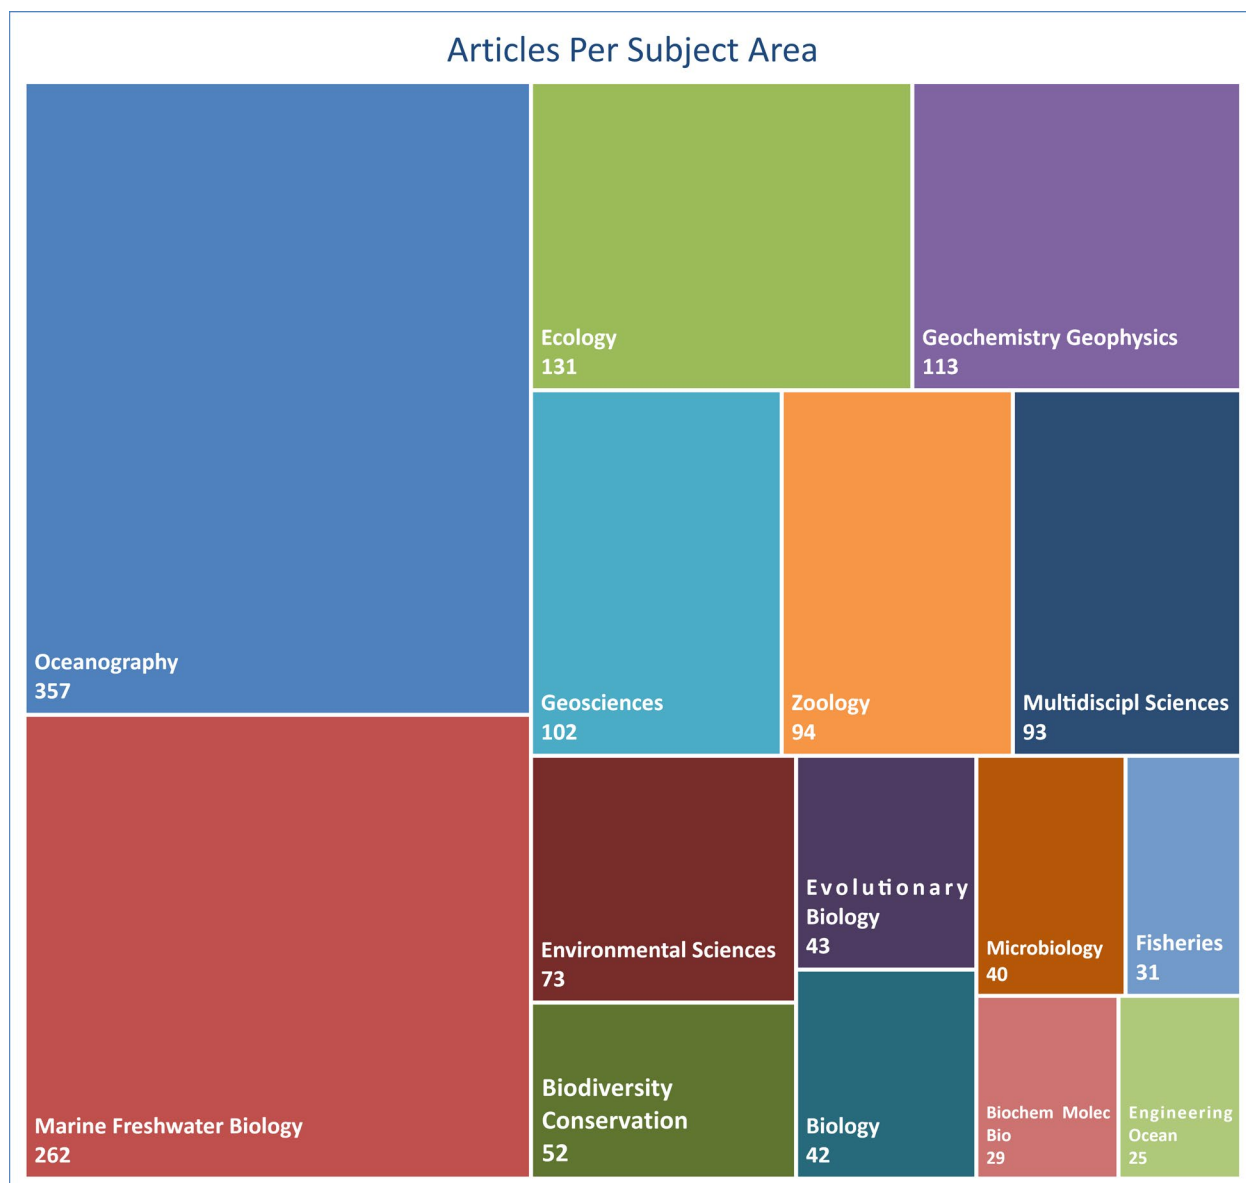 Articles Per Subject Area
Oceanography
357
Marine Freshwater Biology
262
Ecology
131
Geochemistry Geophysics
113
Geosciences
102
Zoology
94
Multidiscipl Sciences
93
Environmental Sciences
73
Biodiversity
Conservation
52
Evolutionary
Biology
43
Biology
42
Microbiology
40
Fisheries
31
Biochem Molec
Bio
29
Engineering
Ocean
25